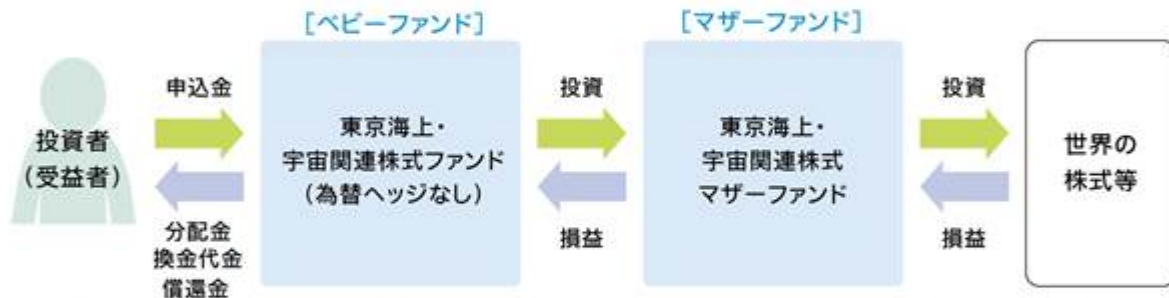 [ベビーファンド]
[マザーファンド]
投資者
(受益者)
申込金
分配金
換金代金
償還金
東京海上・
宇宙関連株式ファンド
(為替ヘッジなし)
投資
損益
東京海上・
宇宙関連株式
マザーファンド
投資
損益
世界の
株式等